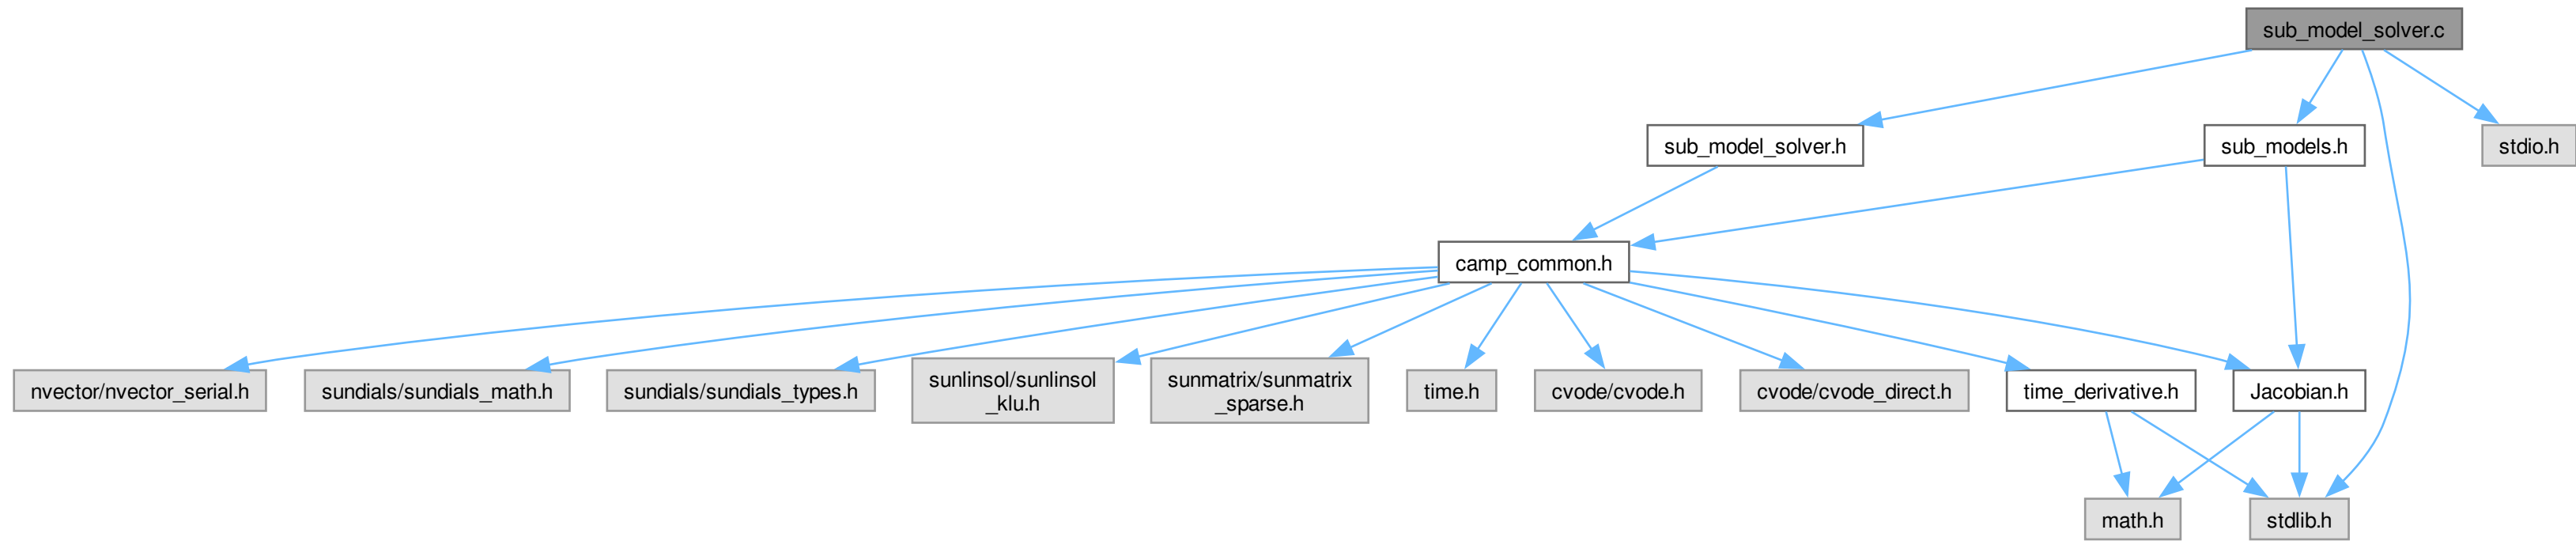 sub_model_solver.c
sub_model_solver.h
sub_models.h
stdio.h
camp_common.h
nvector/nvector_serial.h
sundials/sundials_math.h
sundials/sundials_types.h
sunlinsol/sunlinsol
_klu.h
sunmatrix/sunmatrix
_sparse.h
time.h
cvode/cvode.h
cvode/cvode_direct.h
time_derivative.h
Jacobian.h
math.h
stdlib.h